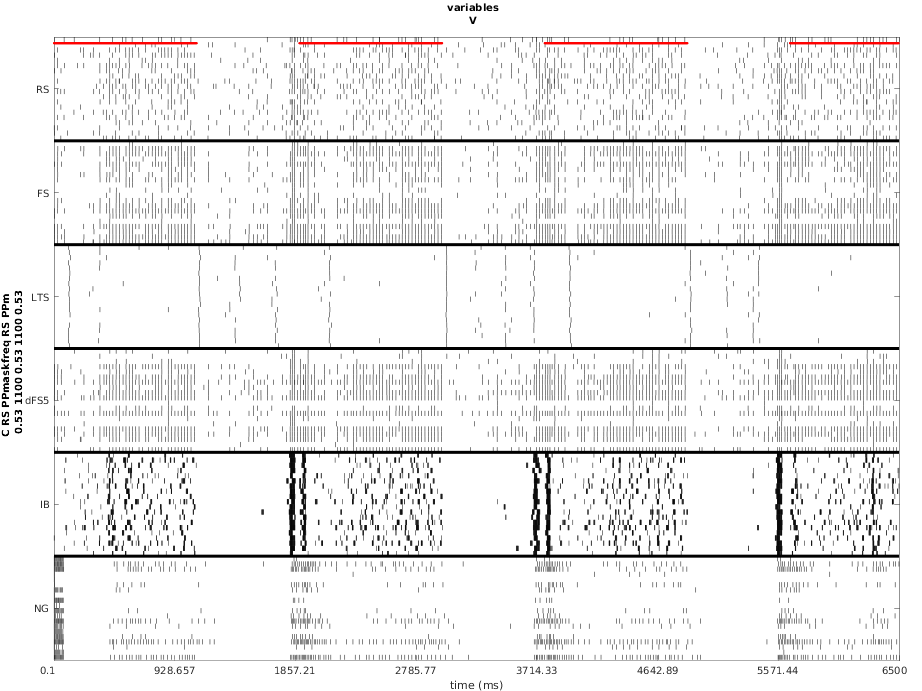 variables
V
C RS PPmaskfreq RS PPm
0.53 1100 0.53 1100 0.53
RS
FS
LTS
dFS5
IB
NG
0.1 928.657 1857.21 2785.77 3714.33 4642.89 5571.44 6500
time (ms)